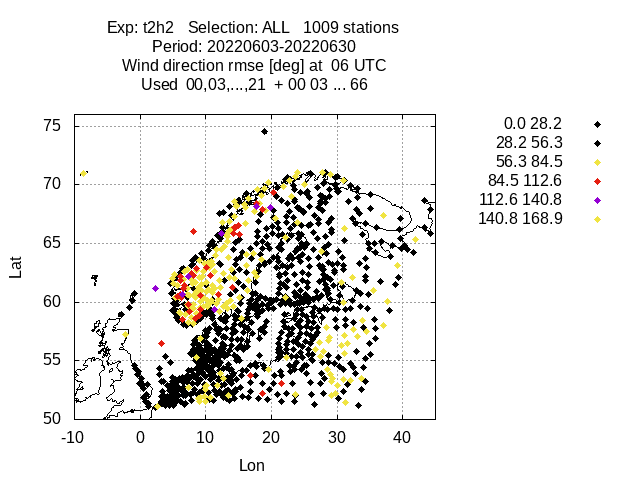 Exp: t2h2 Selection: ALL 1009 stations
Period: 20220603-20220630
Wind direction rmse [deg] at 06 UTC
Used 00,03,...,21 + 00 03 ... 66
0.0 28.2
28.2 56.3
56.3 84.5
84.5 112.6
112.6 140.8
140.8 168.9
75
70
65
60
55
50
Lat
-10 0 10 20 30 40
Lon